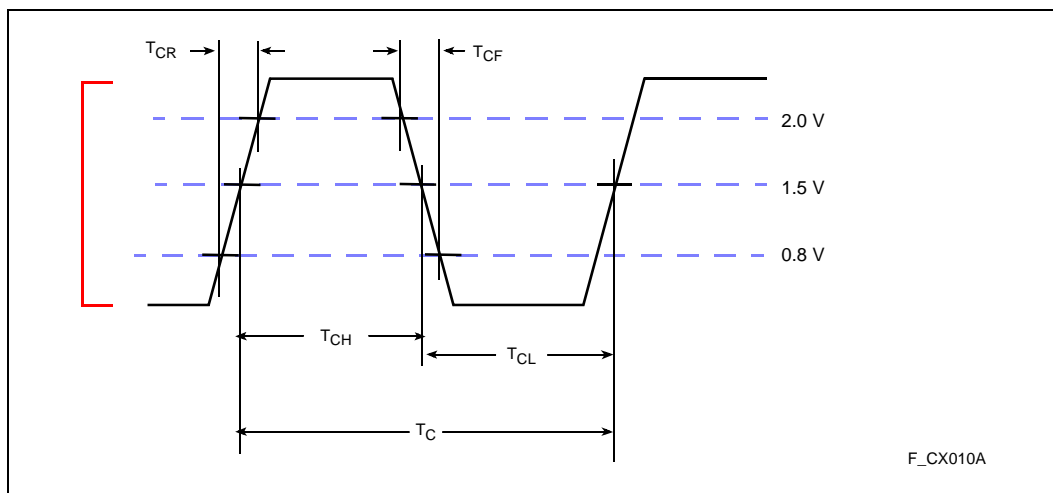 TCR
TCF
2.0 V
1.5 V
0.8 V
TCH
TCL
TC
F_CX010A